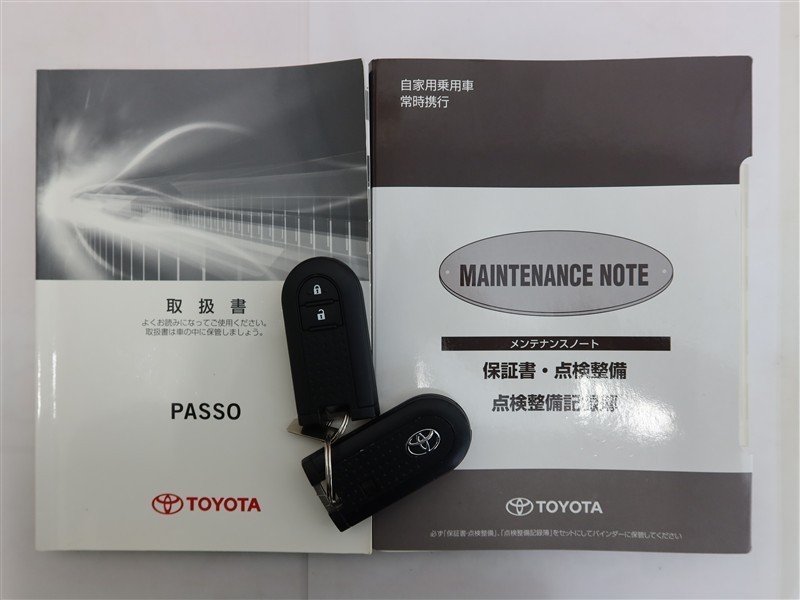 取扱書
よくお読みになってご使用ください。
取扱書は車の中に保管しましょう。
PASSO
TOYOTA
自家用乗用車
常時携行
MAINTENANCE NOTE
メンテナンスノート
保証書・点検整備
点検整備記録簿
TOYOTA
必ず「保証書・点検整備」、「点検整備記録簿」をセットにしてバインダーに保管してください